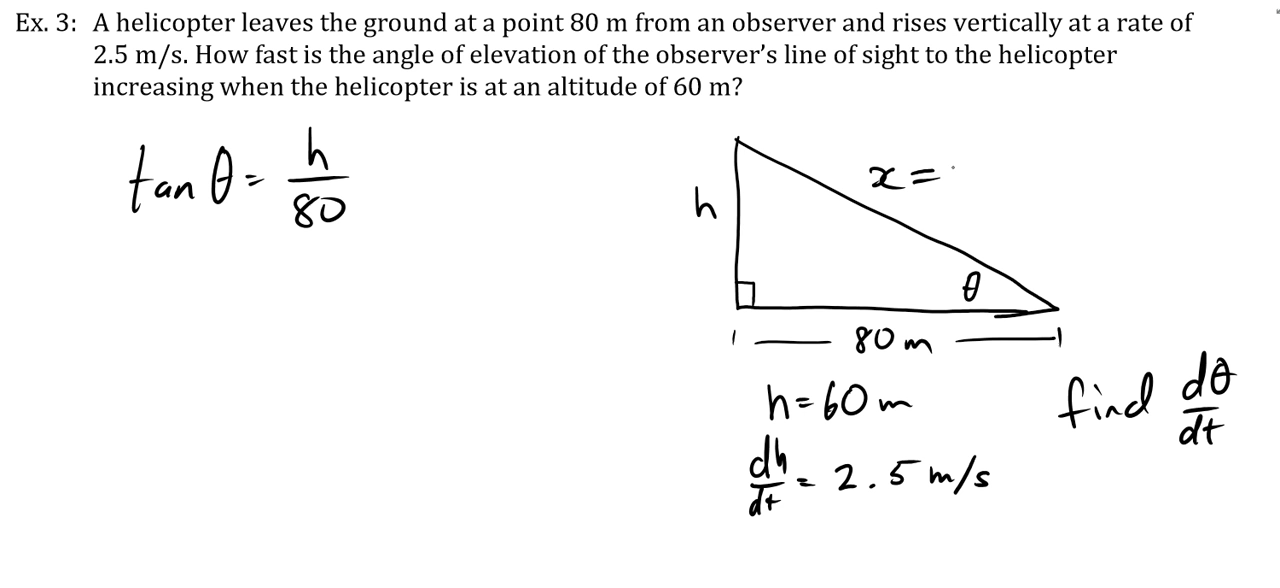 Ex. 3: A helicopter leaves the ground at a point 80 m from an observer and rises vertically at a rate of
2.5 m/s. How fast is the angle of elevation of the observer's line of sight to the helicopter
increasing when the helicopter is at an altitude of 60 m?
tan θ = h/80
x =
h
θ
80 m
h = 60 m
find dθ/dt
dh/dt = 2.5 m/s